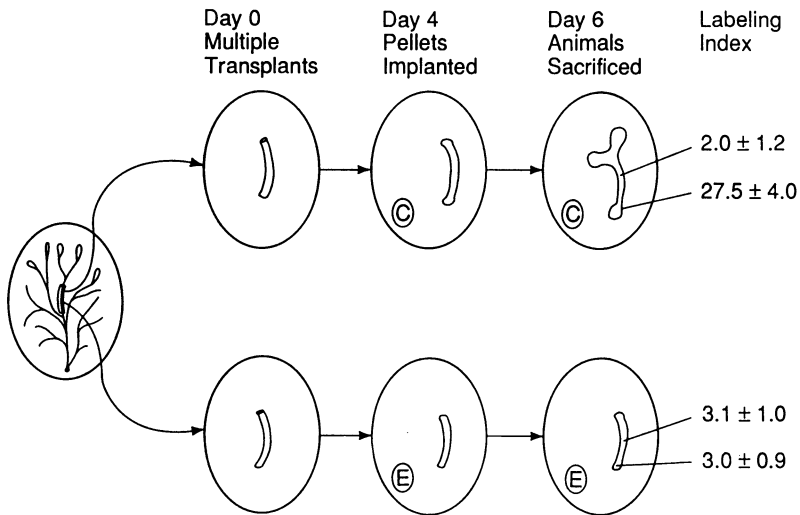 Day 0
Multiple
Transplants
Day 4
Pellets
Implanted
Day 6
Animals
Sacrificed
Labeling
Index
C
C
2.0 ± 1.2
27.5 ± 4.0
E
E
3.1 ± 1.0
3.0 ± 0.9